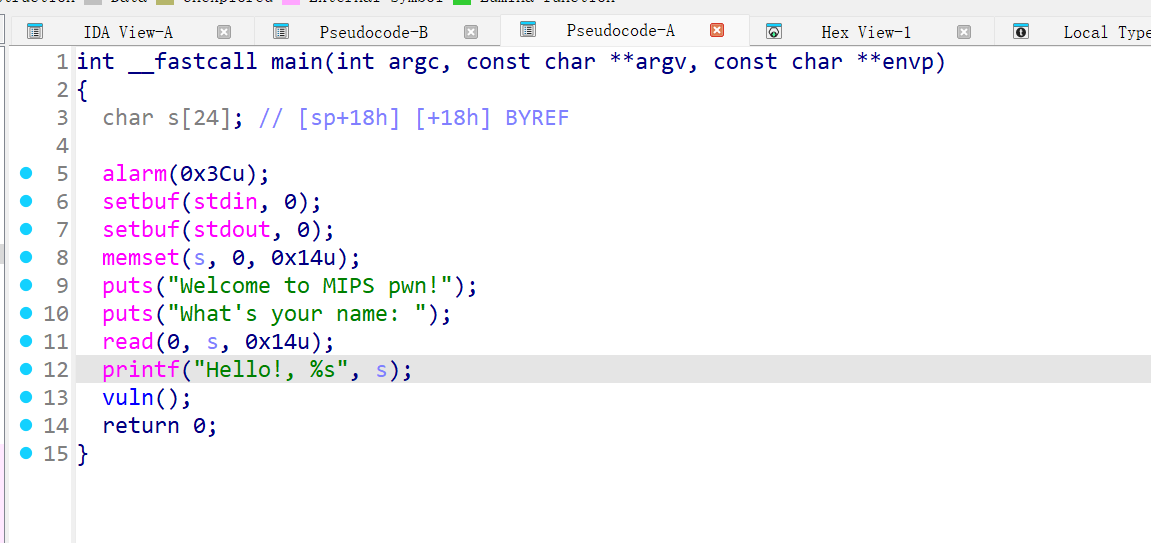 IDA View-A Pseudocode-B Pseudocode-A Hex View-1 Local Type
1 int __fastcall main(int argc, const char **argv, const char **envp)
2 {
3 char s[24]; // [sp+18h] [+18h] BYREF
4
5 alarm(0x3Cu);
6 setbuf(stdin, 0);
7 setbuf(stdout, 0);
8 memset(s, 0, 0x14u);
9 puts("Welcome to MIPS pwn!");
10 puts("What's your name: ");
11 read(0, s, 0x14u);
12 printf("Hello!, %s", s);
13 vuln();
14 return 0;
15 }